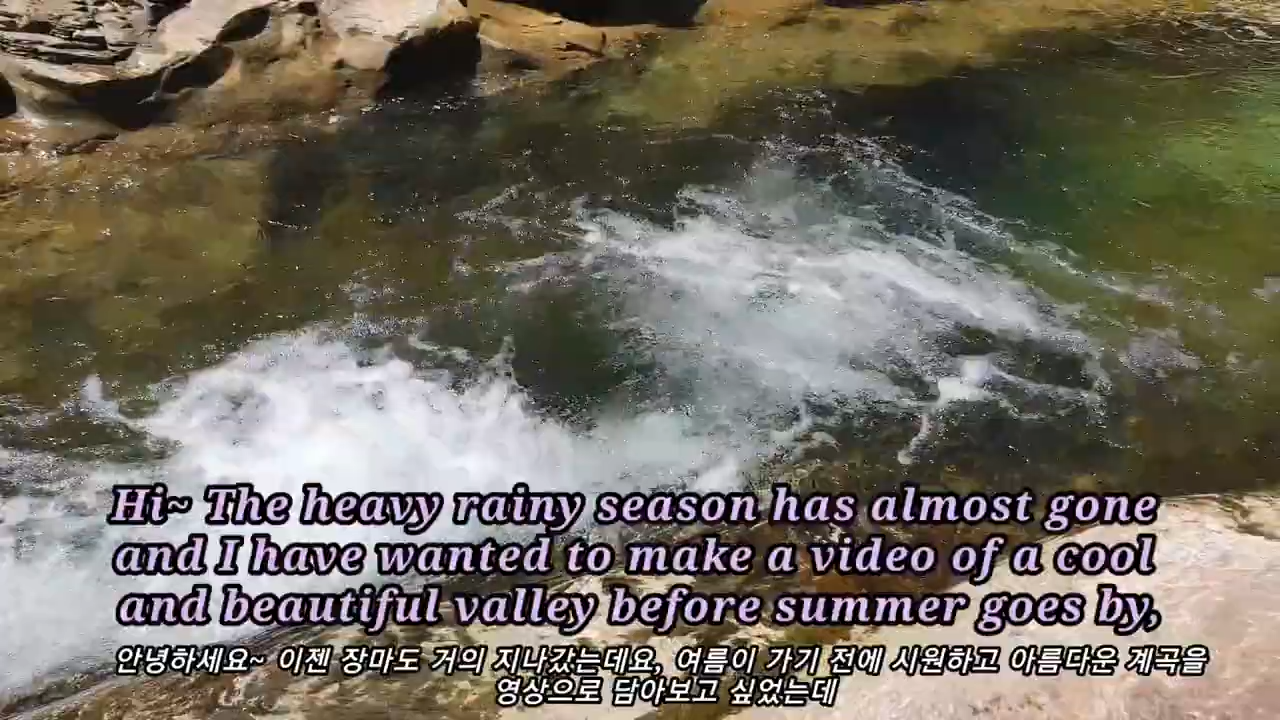 Hi~ The heavy rainy season has almost gone
and I have wanted to make a video of a cool
and beautiful valley before summer goes by,
안녕하세요~ 이젠 장마도 거의 지나갔는데요, 여름이 가기 전에 시원하고 아름다운 계곡을
영상으로 담아보고 싶었는데